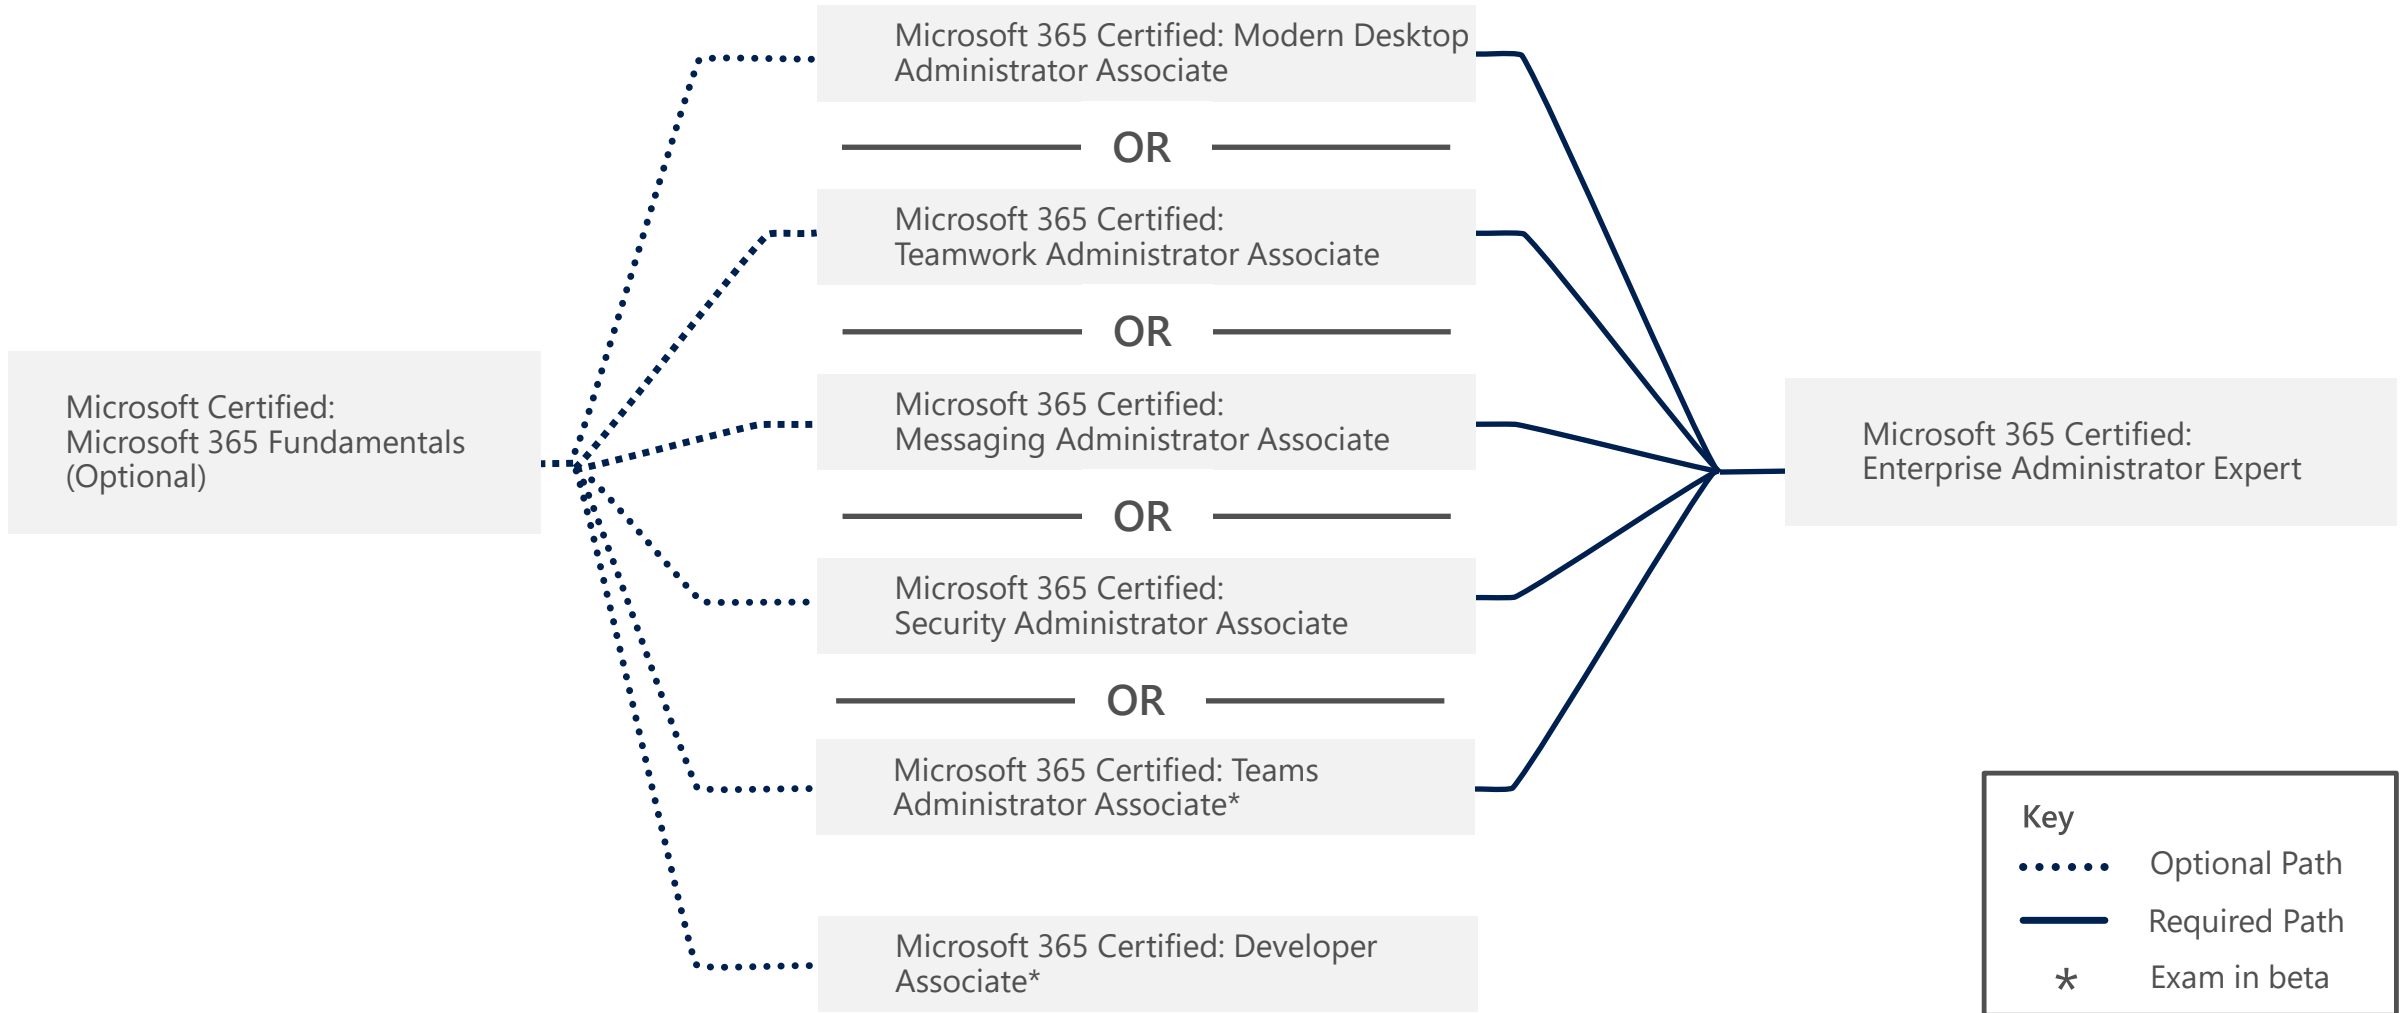 Microsoft 365 Certified: Modern Desktop
Administrator Associate
OR
Microsoft 365 Certified:
Teamwork Administrator Associate
OR
Microsoft Certified:
Microsoft 365 Fundamentals
(Optional)
Microsoft 365 Certified:
Messaging Administrator Associate
Microsoft 365 Certified:
Enterprise Administrator Expert
OR
Microsoft 365 Certified:
Security Administrator Associate
OR
Microsoft 365 Certified: Teams
Administrator Associate*
Microsoft 365 Certified: Developer
Associate*
Key
Optional Path
Required Path
* Exam in beta